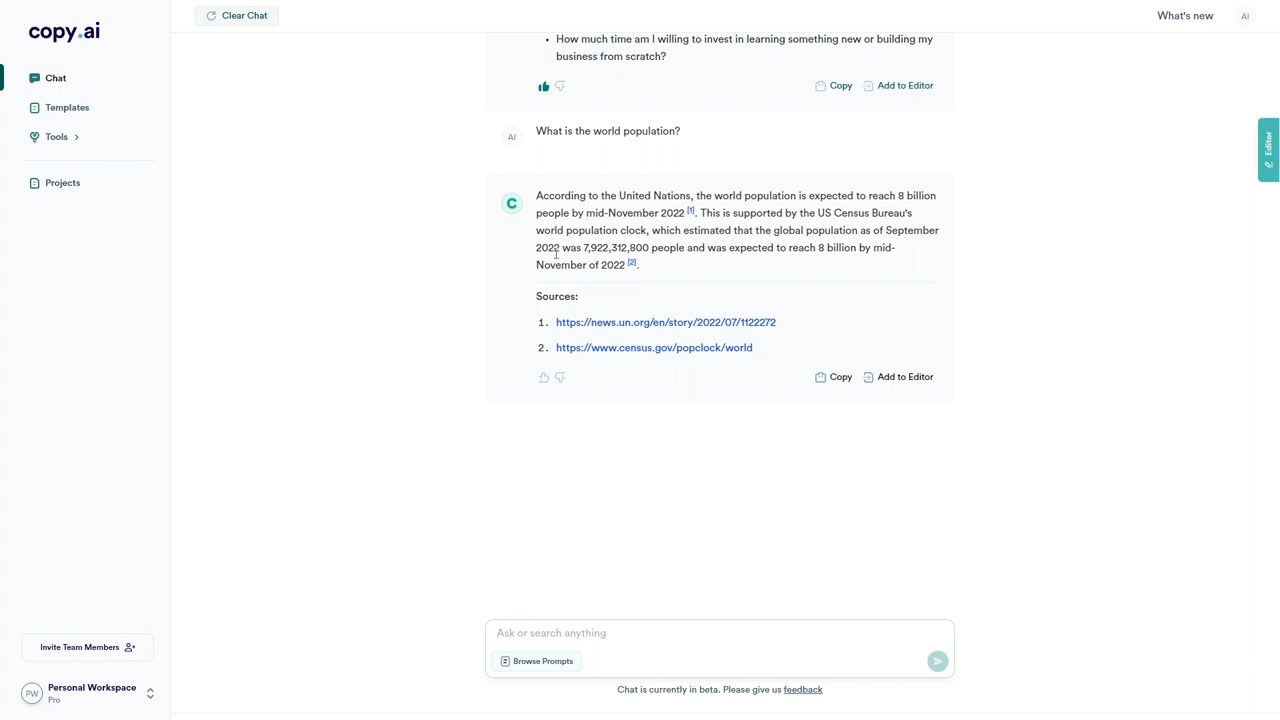 copy.ai
Clear Chat
What's new
AI
Chat
Templates
Tools
Projects
• How much time am I willing to invest in learning something new or building my
business from scratch?
Copy
Add to Editor
Editor
AI
What is the world population?
C
According to the United Nations, the world population is expected to reach 8 billion
people by mid-November 2022 [1]. This is supported by the US Census Bureau's
world population clock, which estimated that the global population as of September
2022 was 7,922,312,800 people and was expected to reach 8 billion by mid-
November of 2022 [2].
Sources:
1. https://news.un.org/en/story/2022/07/1122272
2. https://www.census.gov/popclock/world
Copy
Add to Editor
Ask or search anything
Browse Prompts
Chat is currently in beta. Please give us feedback
Invite Team Members
PW
Personal Workspace
Pro